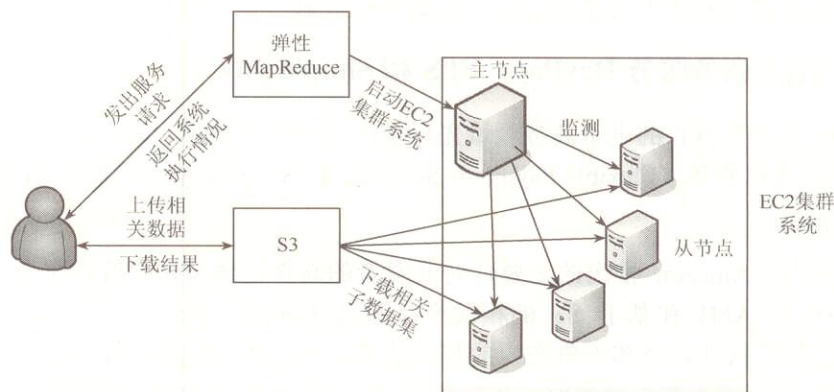 弹性
MapReduce
主节点
发出服务
请求
返回系统
执行情况
启动EC2
集群系统
监测
上传相
关数据
下载结果
S3
EC2集群
系统
从节点
下载相关
子数据集